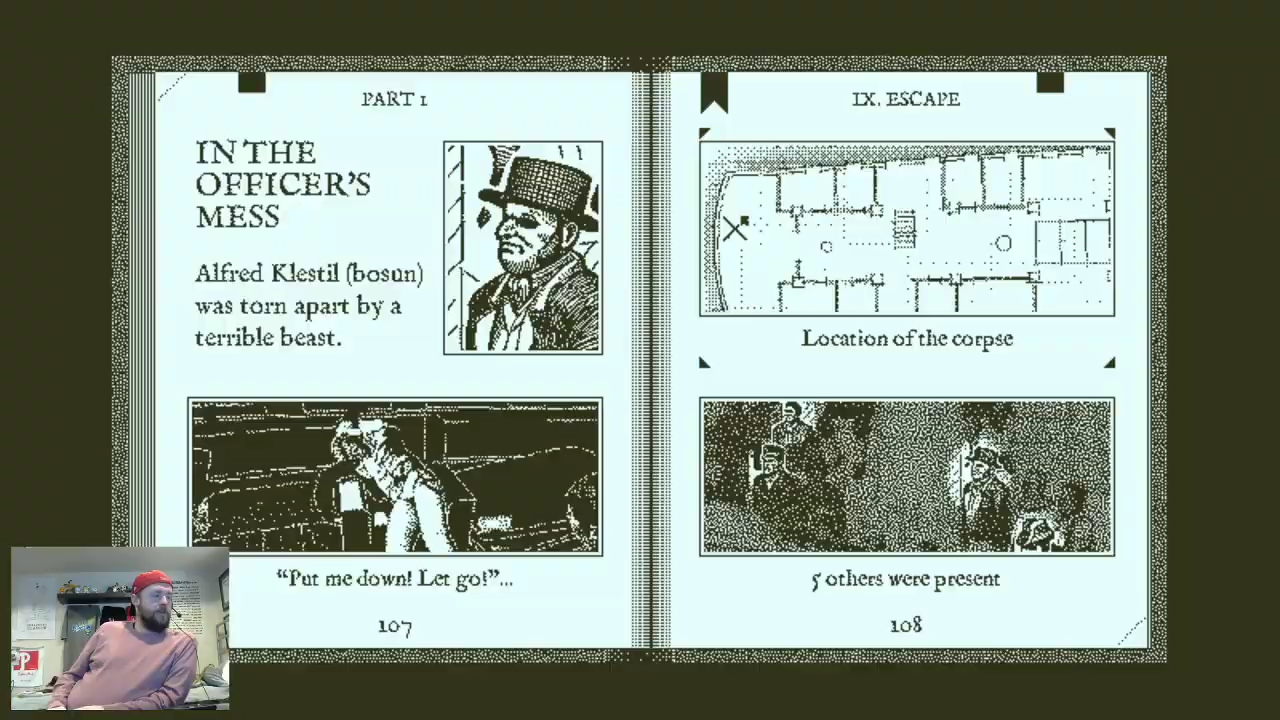 PART 1
IN THE
OFFICER'S
MESS
Alfred Klestil (bosun)
was torn apart by a
terrible beast.
"Put me down! Let go!"...
107
IX. ESCAPE
Location of the corpse
5 others were present
108